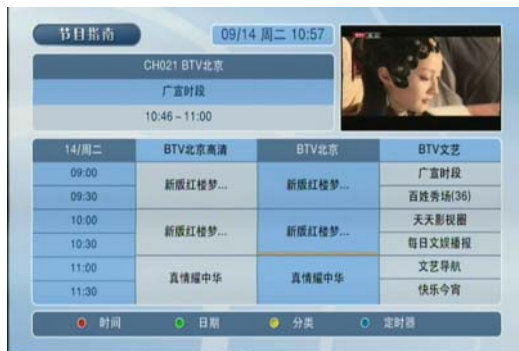 节目指南
09/14 周二 10:57
CH021 BTV北京
广宣时段
10:46 - 11:00
14/周二 BTV北京高清 BTV北京 BTV文艺
09:00 新版红楼梦... 新版红楼梦... 广宣时段
09:30 百姓秀场(36)
10:00 新版红楼梦... 新版红楼梦... 天天影视圈
10:30 每日文娱播报
11:00 真情耀中华 真情耀中华 文艺导航
11:30 快乐今宵
时间 日期 分类 定时器